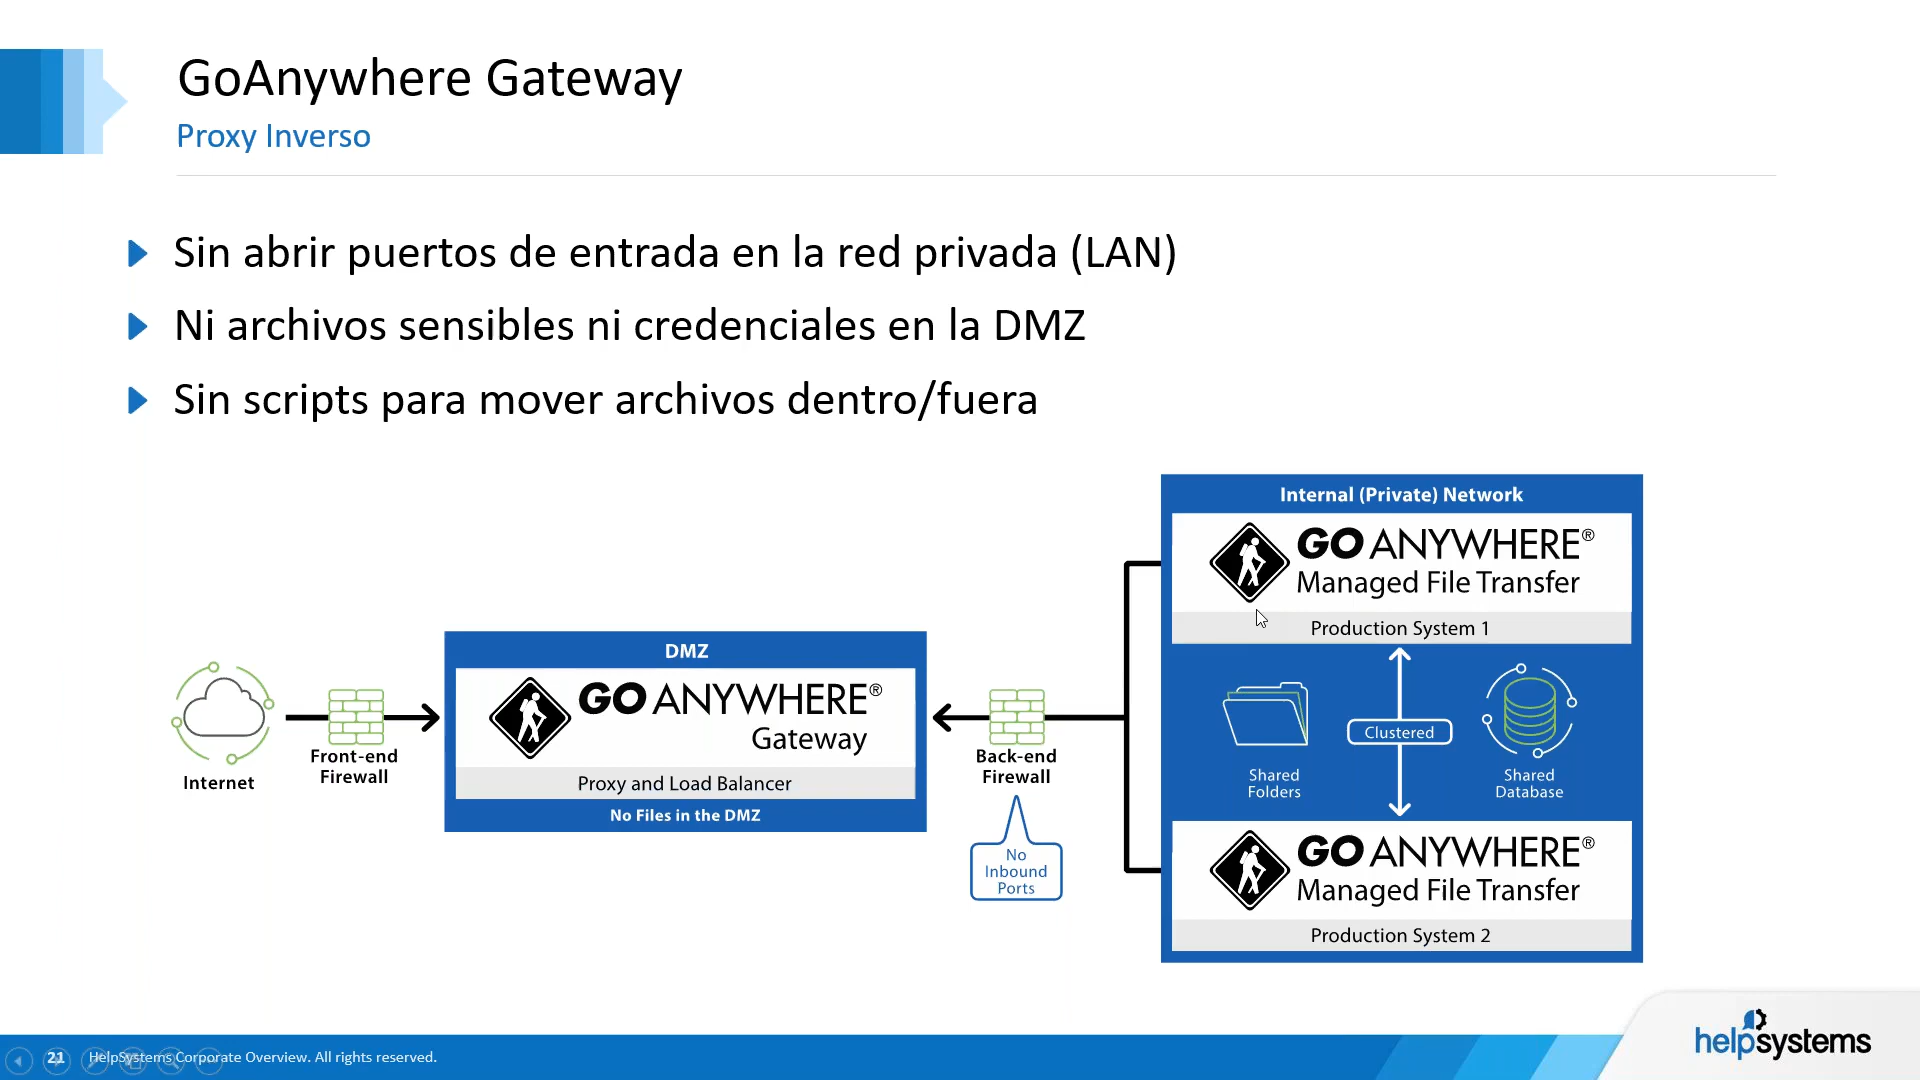 GoAnywhere Gateway
Proxy Inverso
Sin abrir puertos de entrada en la red privada (LAN)
Ni archivos sensibles ni credenciales en la DMZ
Sin scripts para mover archivos dentro/fuera
Internet
Front-end
Firewall
DMZ
GO ANYWHERE®
Gateway
Proxy and Load Balancer
No Files in the DMZ
Back-end
Firewall
No
Inbound
Ports
Internal (Private) Network
GO ANYWHERE®
Managed File Transfer
Production System 1
Shared
Folders
Clustered
Shared
Database
GO ANYWHERE®
Managed File Transfer
Production System 2
21
HelpSystems Corporate Overview. All rights reserved.
helpsystems